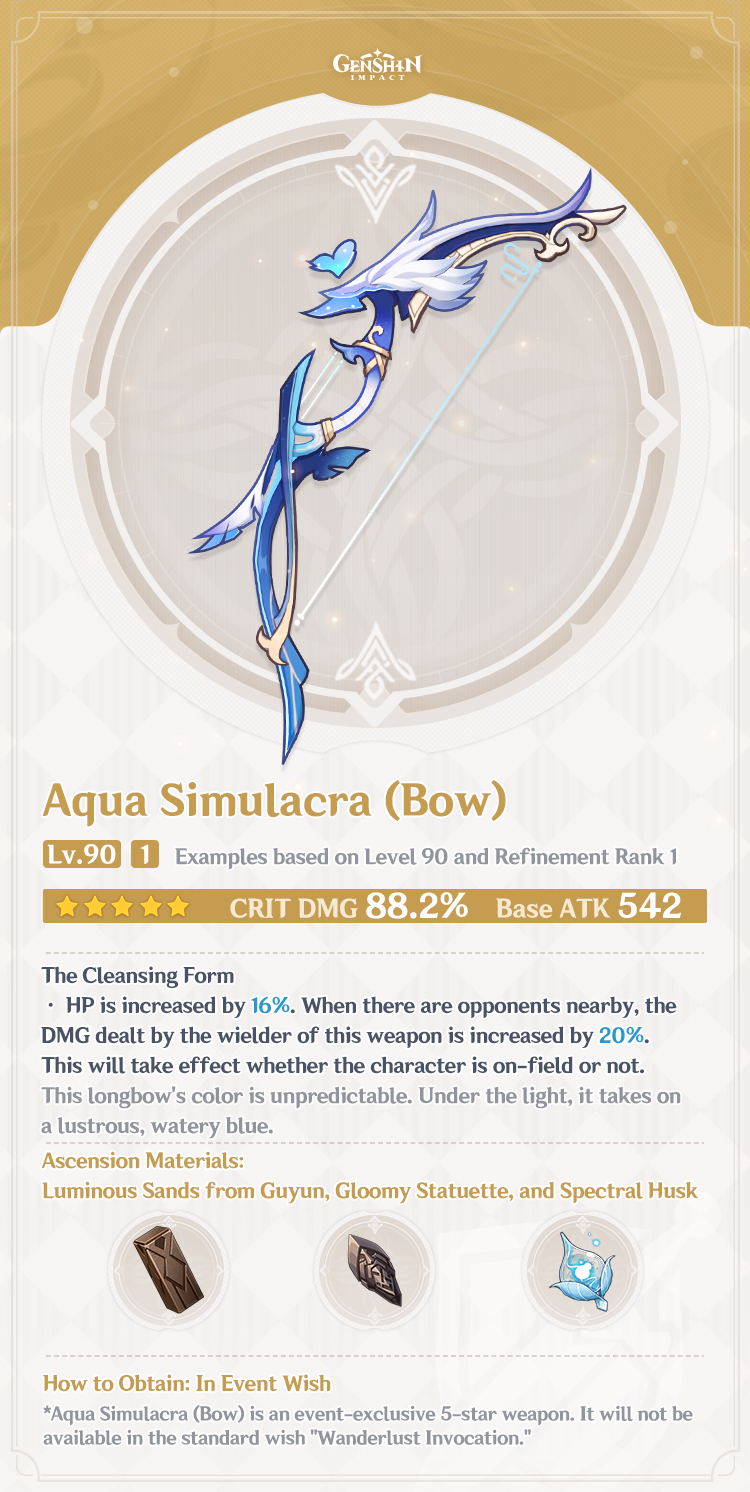 GENSHIN
IMPACT
Aqua Simulacra (Bow)
Lv.90 1 Examples based on Level 90 and Refinement Rank 1
CRIT DMG 88.2% Base ATK 542
The Cleansing Form
· HP is increased by 16%. When there are opponents nearby, the
DMG dealt by the wielder of this weapon is increased by 20%.
This will take effect whether the character is on-field or not.
This longbow's color is unpredictable. Under the light, it takes on
a lustrous, watery blue.
Ascension Materials:
Luminous Sands from Guyun, Gloomy Statuette, and Spectral Husk
How to Obtain: In Event Wish
*Aqua Simulacra (Bow) is an event-exclusive 5-star weapon. It will not be
available in the standard wish "Wanderlust Invocation."